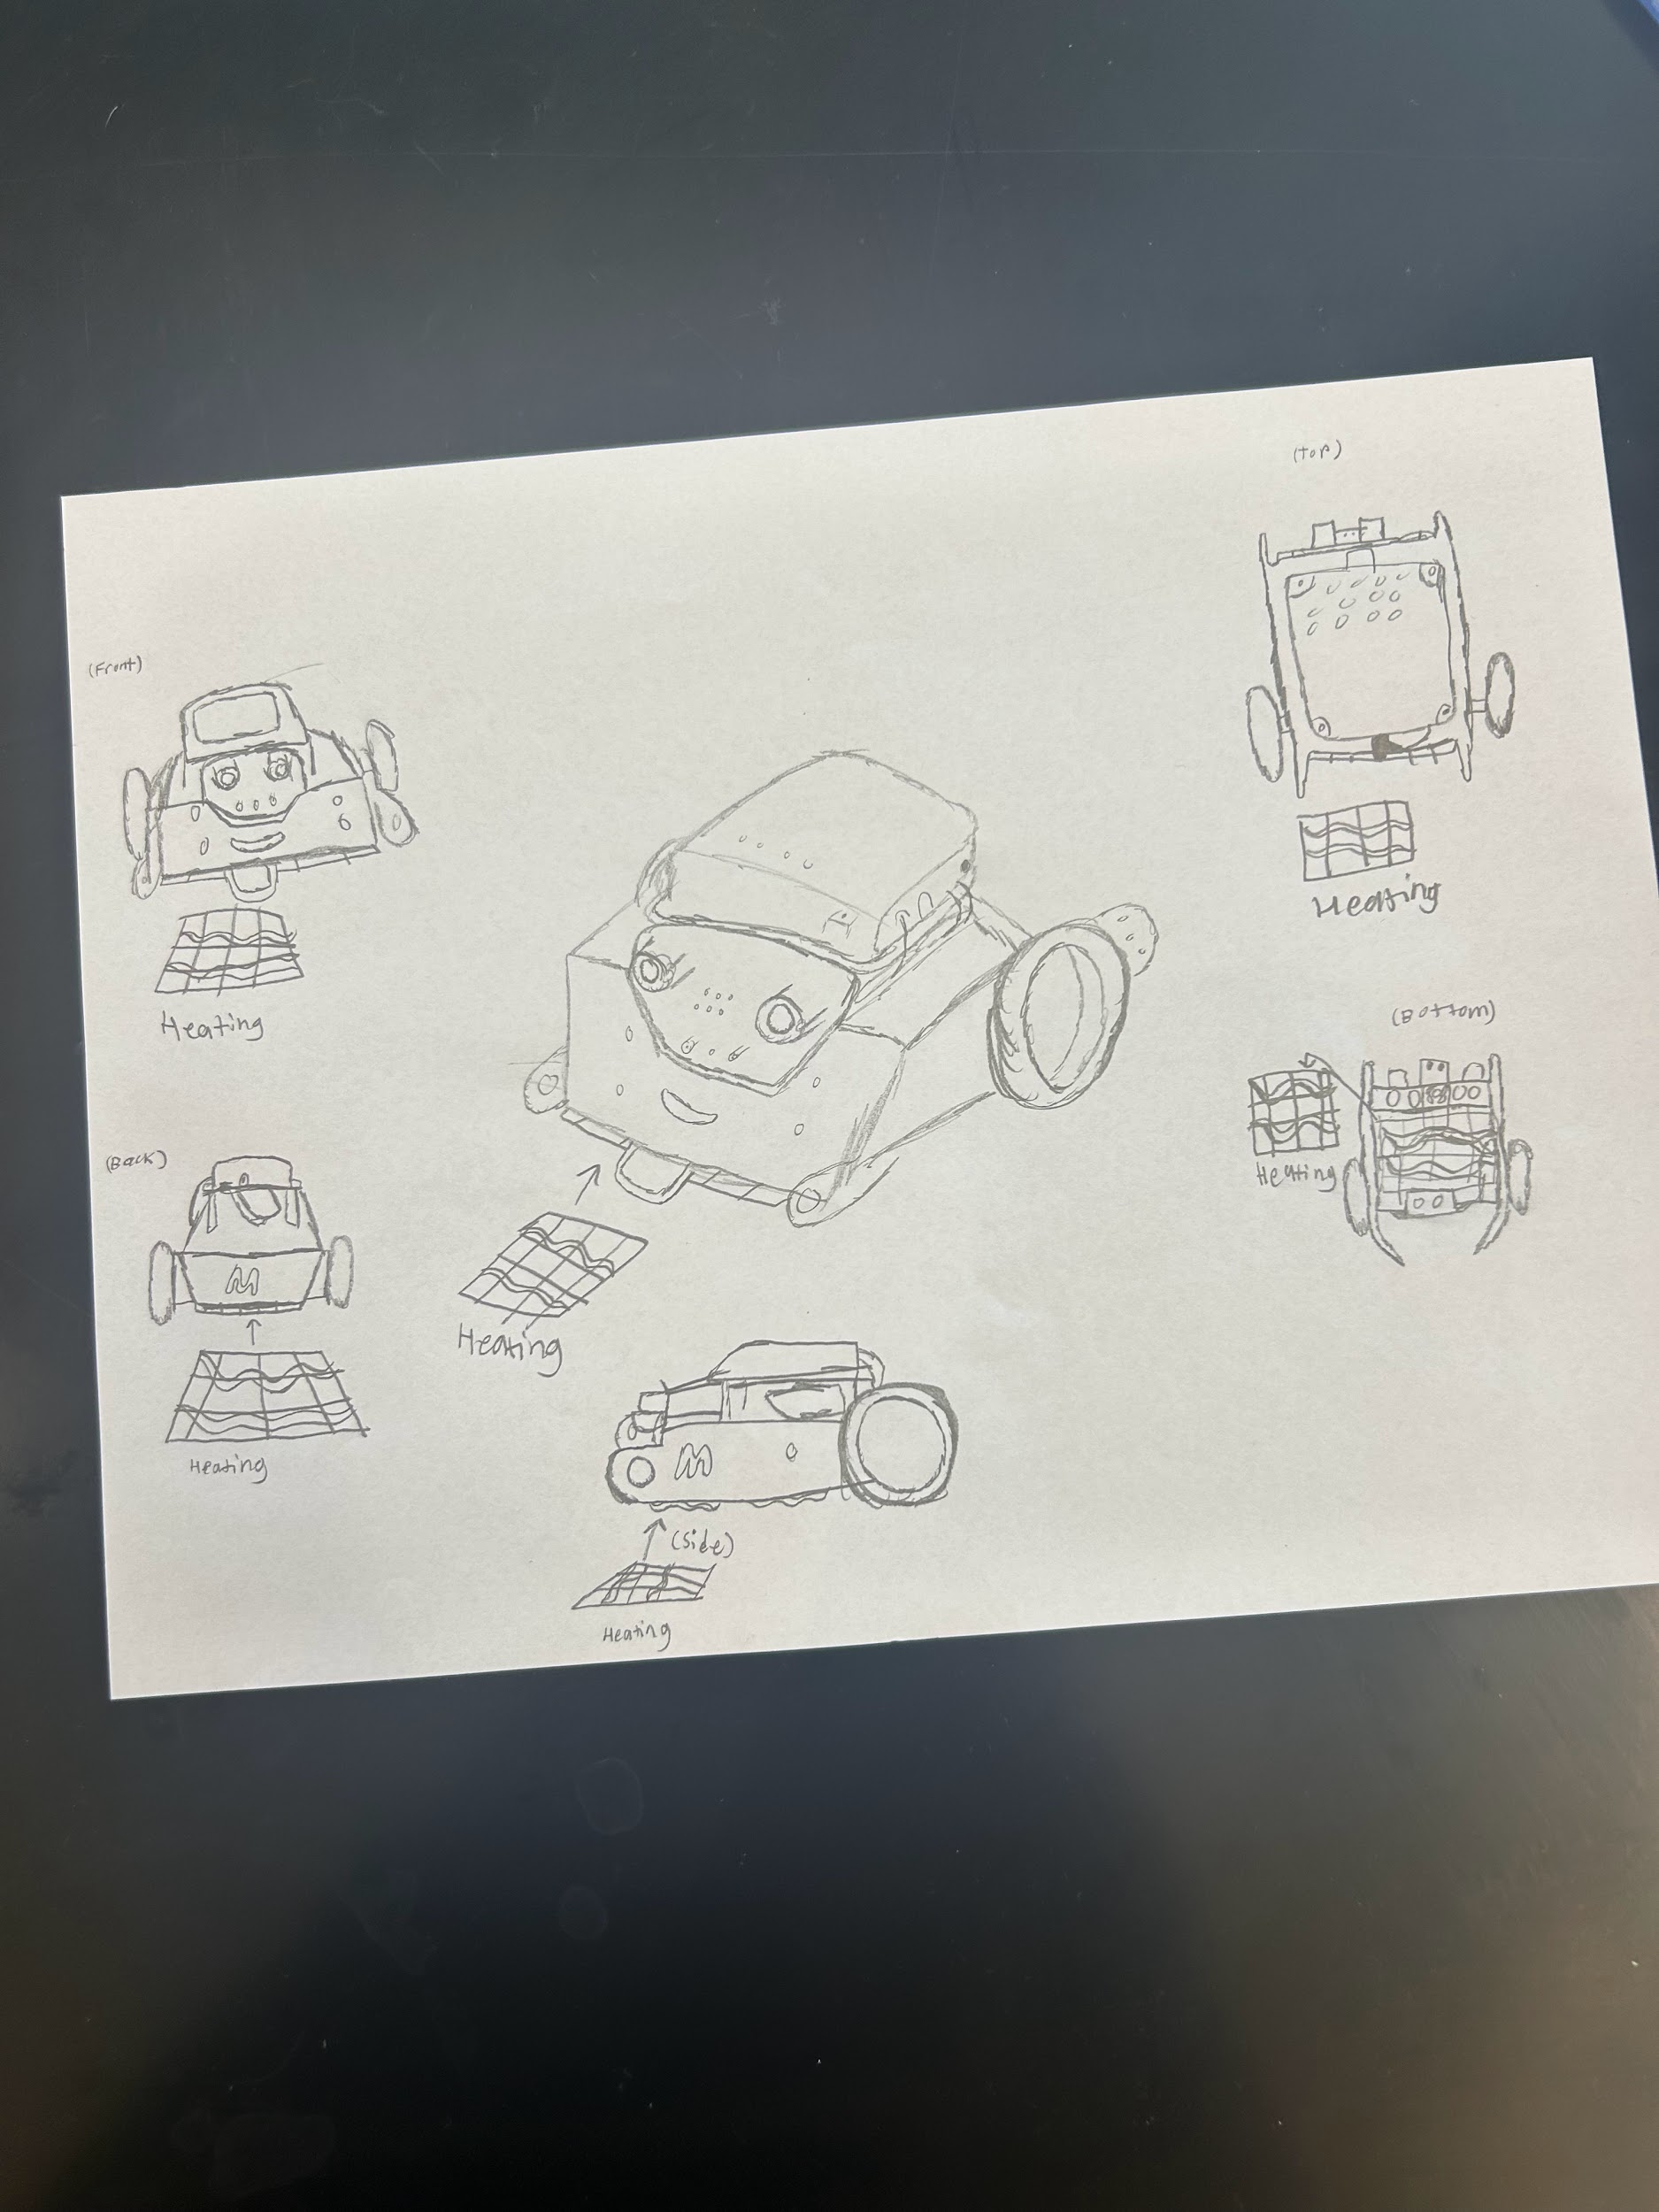 (top)
(Front)
Heating
Heating
(Bottom)
Heating
(Back)
M
Heating
Heating
M
(Side)
Heating